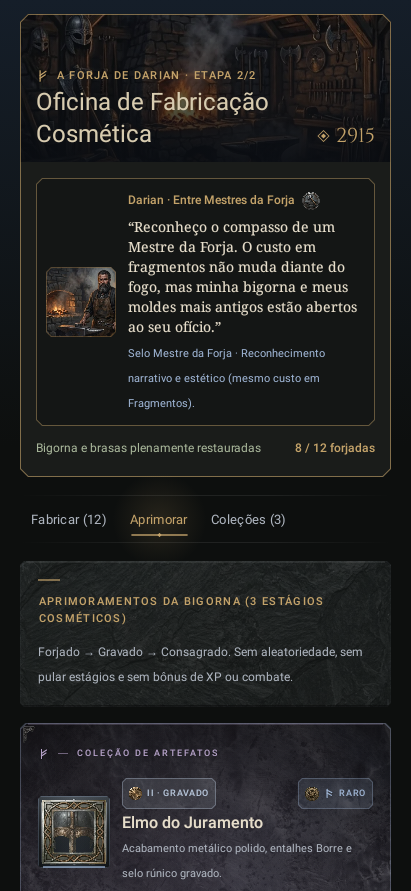 A FORJA DE DARIAN · ETAPA 2/2
Oficina de Fabricação
Cosmética
2915
Darian · Entre Mestres da Forja
“Reconheço o compasso de um
Mestre da Forja. O custo em
fragmentos não muda diante do
fogo, mas minha bigorna e meus
moldes mais antigos estão abertos
ao seu ofício.”
Selo Mestre da Forja · Reconhecimento
narrativo e estético (mesmo custo em
Fragmentos).
Bigorna e brasas plenamente restauradas
8 / 12 forjadas
Fabricar (12)
Aprimorar
Coleções (3)
APRIMORAMENTOS DA BIGORNA (3 ESTÁGIOS
COSMÉTICOS)
Forjado → Gravado → Consagrado. Sem aleatoriedade, sem
pular estágios e sem bônus de XP ou combate.
— COLEÇÃO DE ARTEFATOS
II · GRAVADO
RARO
Elmo do Juramento
Acabamento metálico polido, entalhes Borre e
selo rúnico gravado.